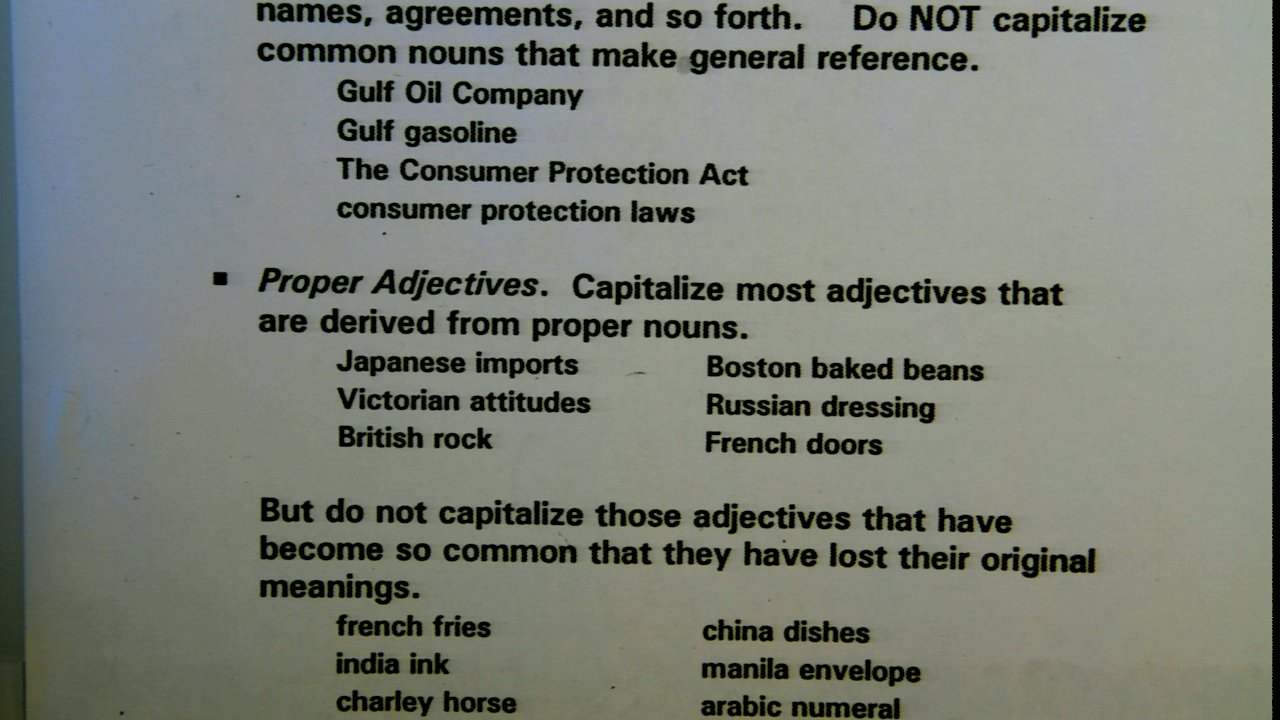 names, agreements, and so forth. Do NOT capitalize
common nouns that make general reference.
Gulf Oil Company
Gulf gasoline
The Consumer Protection Act
consumer protection laws
▪ Proper Adjectives. Capitalize most adjectives that
are derived from proper nouns.
Japanese imports Boston baked beans
Victorian attitudes Russian dressing
British rock French doors
But do not capitalize those adjectives that have
become so common that they have lost their original
meanings.
french fries china dishes
india ink manila envelope
charley horse arabic numeral